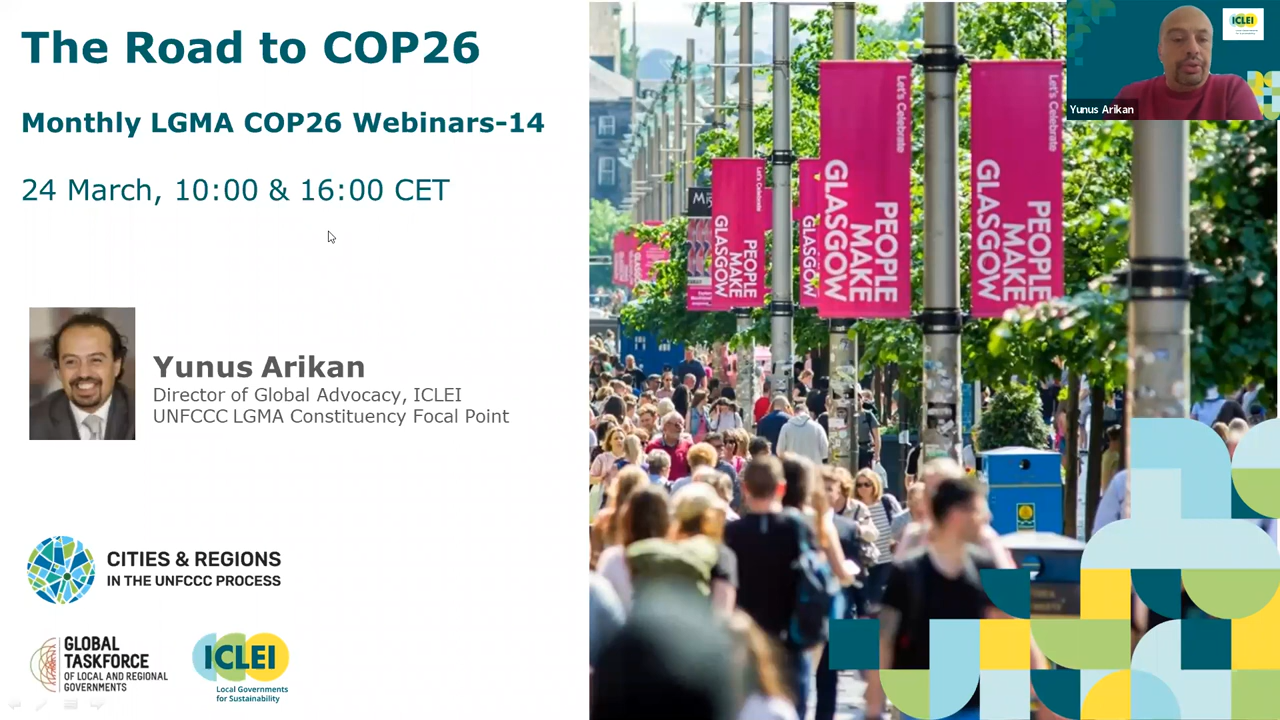 The Road to COP26
Monthly LGMA COP26 Webinars-14
24 March, 10:00 & 16:00 CET
Yunus Arikan
Director of Global Advocacy, ICLEI
UNFCCC LGMA Constituency Focal Point
CITIES & REGIONS
IN THE UNFCCC PROCESS
GLOBAL
TASKFORCE
OF LOCAL AND REGIONAL
GOVERNMENTS
ICLEI
Local Governments
for Sustainability
Let's Celebrate
PEOPLE
MAKE
GLASGOW
Let's Celebrate
PEOPLE
MAKE
GLASGOW
Let's Celebrate
PEOPLE
MAKE
GLASGOW
GLASGOW
ICLEI
Yunus Arikan